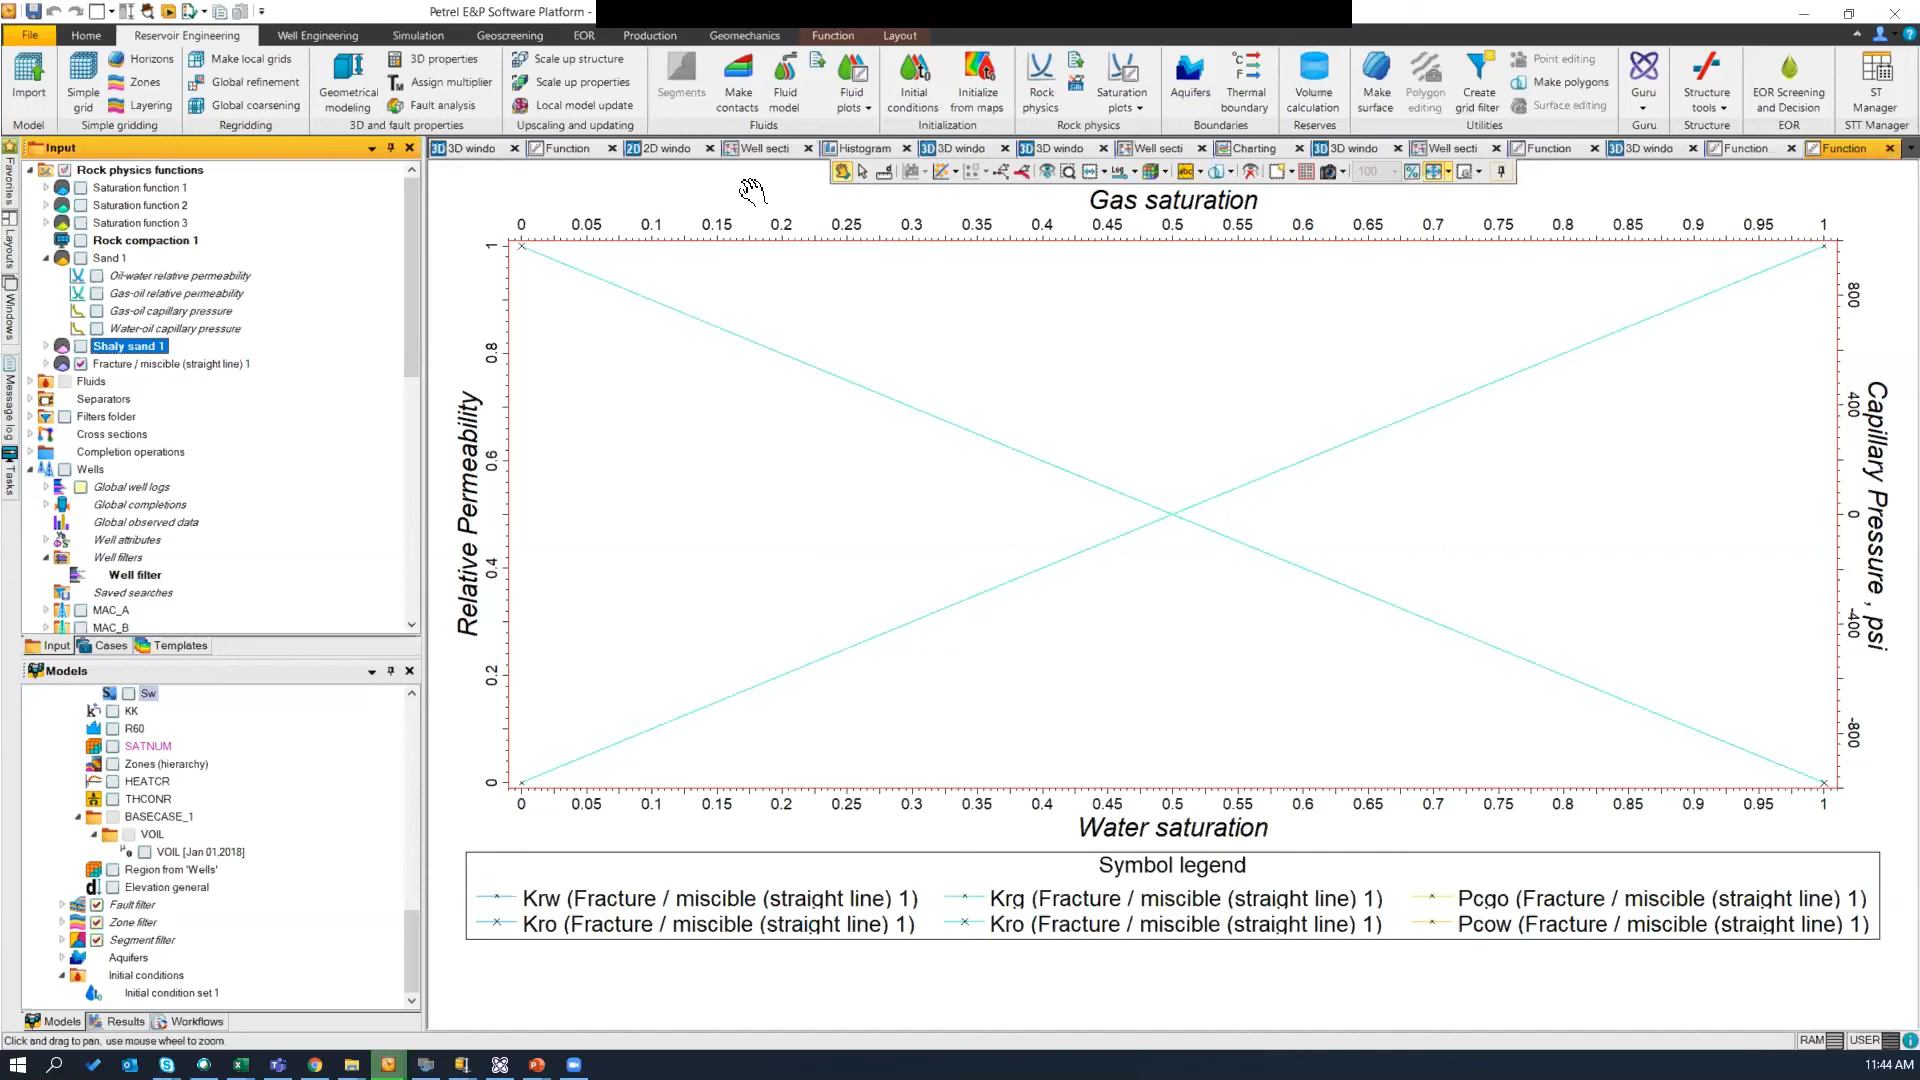 Petrel E&P Software Platform -
File Home Reservoir Engineering Well Engineering Simulation Geoscreening EOR Production Geomechanics Function Layout
Import
Model
Simple grid
Horizons
Zones
Layering
Simple gridding
Make local grids
Global refinement
Global coarsening
Regridding
Geometrical modeling
3D properties
Assign multiplier
Fault analysis
3D and fault properties
Scale up structure
Scale up properties
Local model update
Upscaling and updating
Segments
Make contacts
Fluid model
Fluid plots
Fluids
Initial conditions
Initialize from maps
Initialization
Rock physics
Saturation plots
Rock physics
Aquifers
Thermal boundary
Boundaries
Volume calculation
Reserves
Make surface
Polygon editing
Create grid filter
Point editing
Make polygons
Surface editing
Utilities
Guru
Guru
Structure tools
Structure
EOR Screening and Decision
EOR
ST Manager
STT Manager
Favorites
Layouts
Windows
Message log
Tasks
Input
Rock physics functions
Saturation function 1
Saturation function 2
Saturation function 3
Rock compaction 1
Sand 1
Oil-water relative permeability
Gas-oil relative permeability
Gas-oil capillary pressure
Water-oil capillary pressure
Shaly sand 1
Fracture / miscible (straight line) 1
Fluids
Separators
Filters folder
Cross sections
Completion operations
Wells
Global well logs
Global completions
Global observed data
Well attributes
Well filters
Well filter
Saved searches
MAC_A
MAC_B
Input Cases Templates
Models
Sw
KK
R60
SATNUM
Zones (hierarchy)
HEATCR
THCONR
BASECASE_1
VOIL
VOIL [Jan 01,2018]
Region from 'Wells'
Elevation general
Fault filter
Zone filter
Segment filter
Aquifers
Initial conditions
Initial condition set 1
Models Results Workflows
3D windo Function 2D windo Well secti Histogram 3D windo 3D windo Well secti Charting 3D windo Well secti Function 3D windo Function Function
100
Gas saturation
0 0.05 0.1 0.15 0.2 0.25 0.3 0.35 0.4 0.45 0.5 0.55 0.6 0.65 0.7 0.75 0.8 0.85 0.9 0.95 1
Relative Permeability
1
0.8
0.6
0.4
0.2
0
800
400
0
-400
-800
Capillary Pressure , psi
0 0.05 0.1 0.15 0.2 0.25 0.3 0.35 0.4 0.45 0.5 0.55 0.6 0.65 0.7 0.75 0.8 0.85 0.9 0.95 1
Water saturation
Symbol legend
Krw (Fracture / miscible (straight line) 1) Krg (Fracture / miscible (straight line) 1) Pcgo (Fracture / miscible (straight line) 1)
Kro (Fracture / miscible (straight line) 1) Kro (Fracture / miscible (straight line) 1) Pcow (Fracture / miscible (straight line) 1)
Click and drag to pan, use mouse wheel to zoom.
RAM USER
11:44 AM